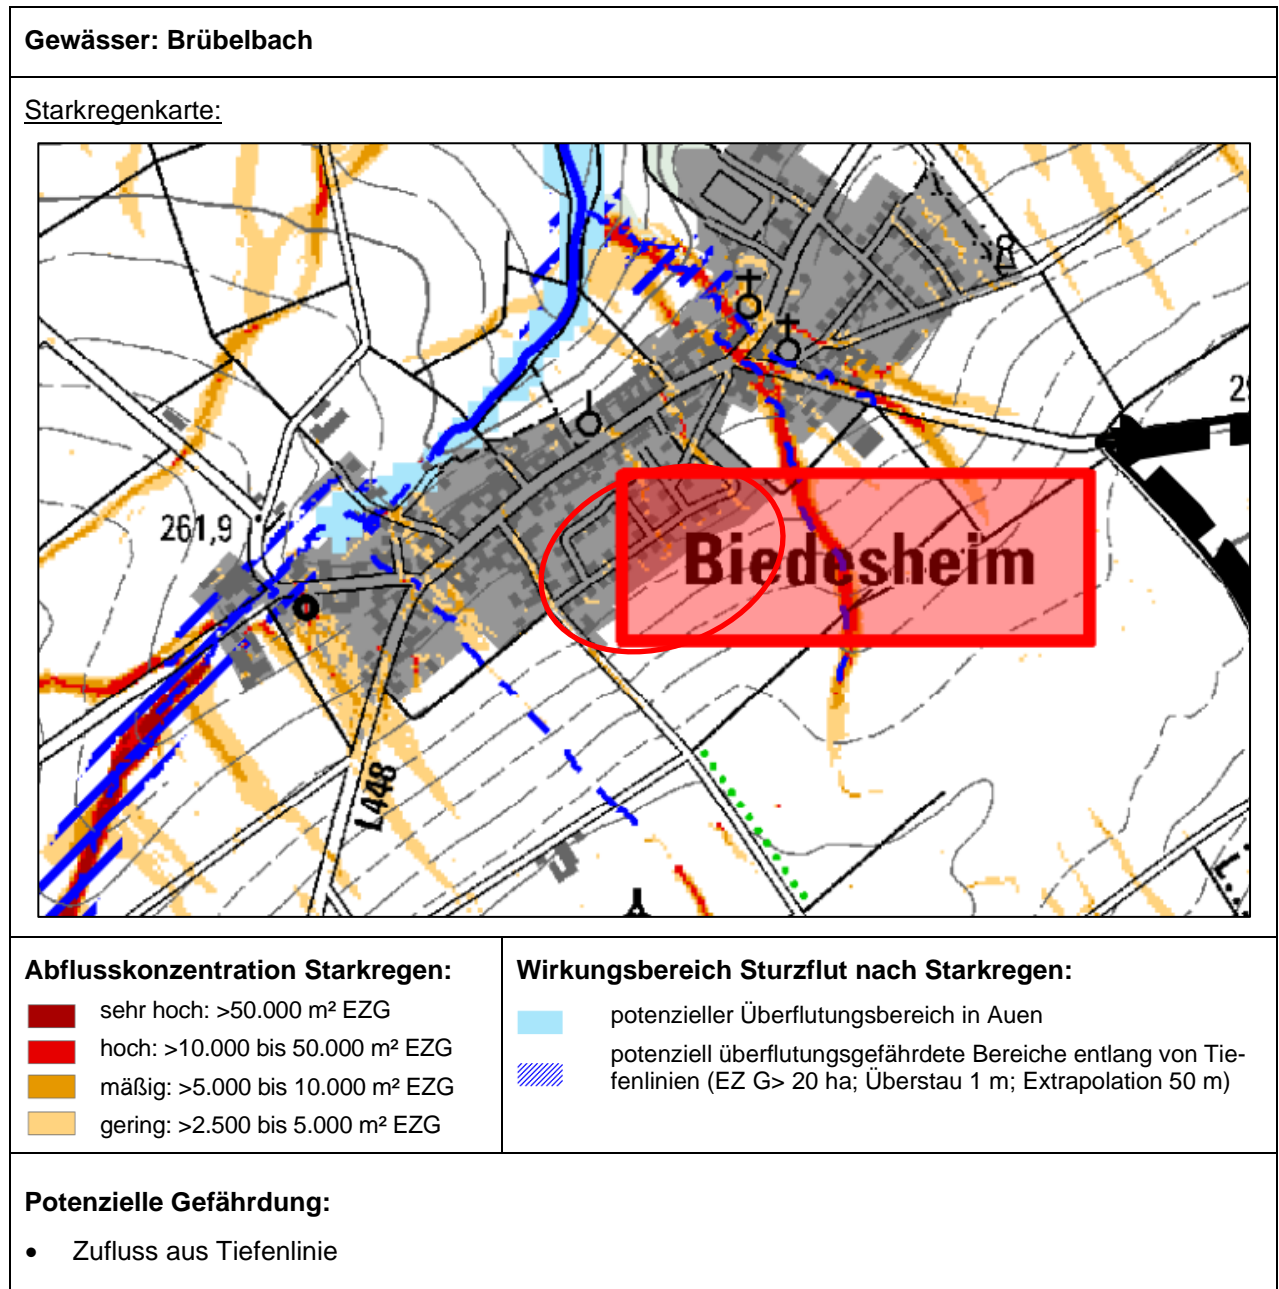 Gewässer: Brübelbach
Starkregenkarte:
261,9
Biedesheim
L448
Abflusskonzentration Starkregen:
sehr hoch: >50.000 m² EZG
hoch: >10.000 bis 50.000 m² EZG
mäßig: >5.000 bis 10.000 m² EZG
gering: >2.500 bis 5.000 m² EZG
Wirkungsbereich Sturzflut nach Starkregen:
potenzieller Überflutungsbereich in Auen
potenziell überflutungsgefährdete Bereiche entlang von Tie-
fenlinien (EZ G> 20 ha; Überstau 1 m; Extrapolation 50 m)
Potenzielle Gefährdung:
• Zufluss aus Tiefenlinie